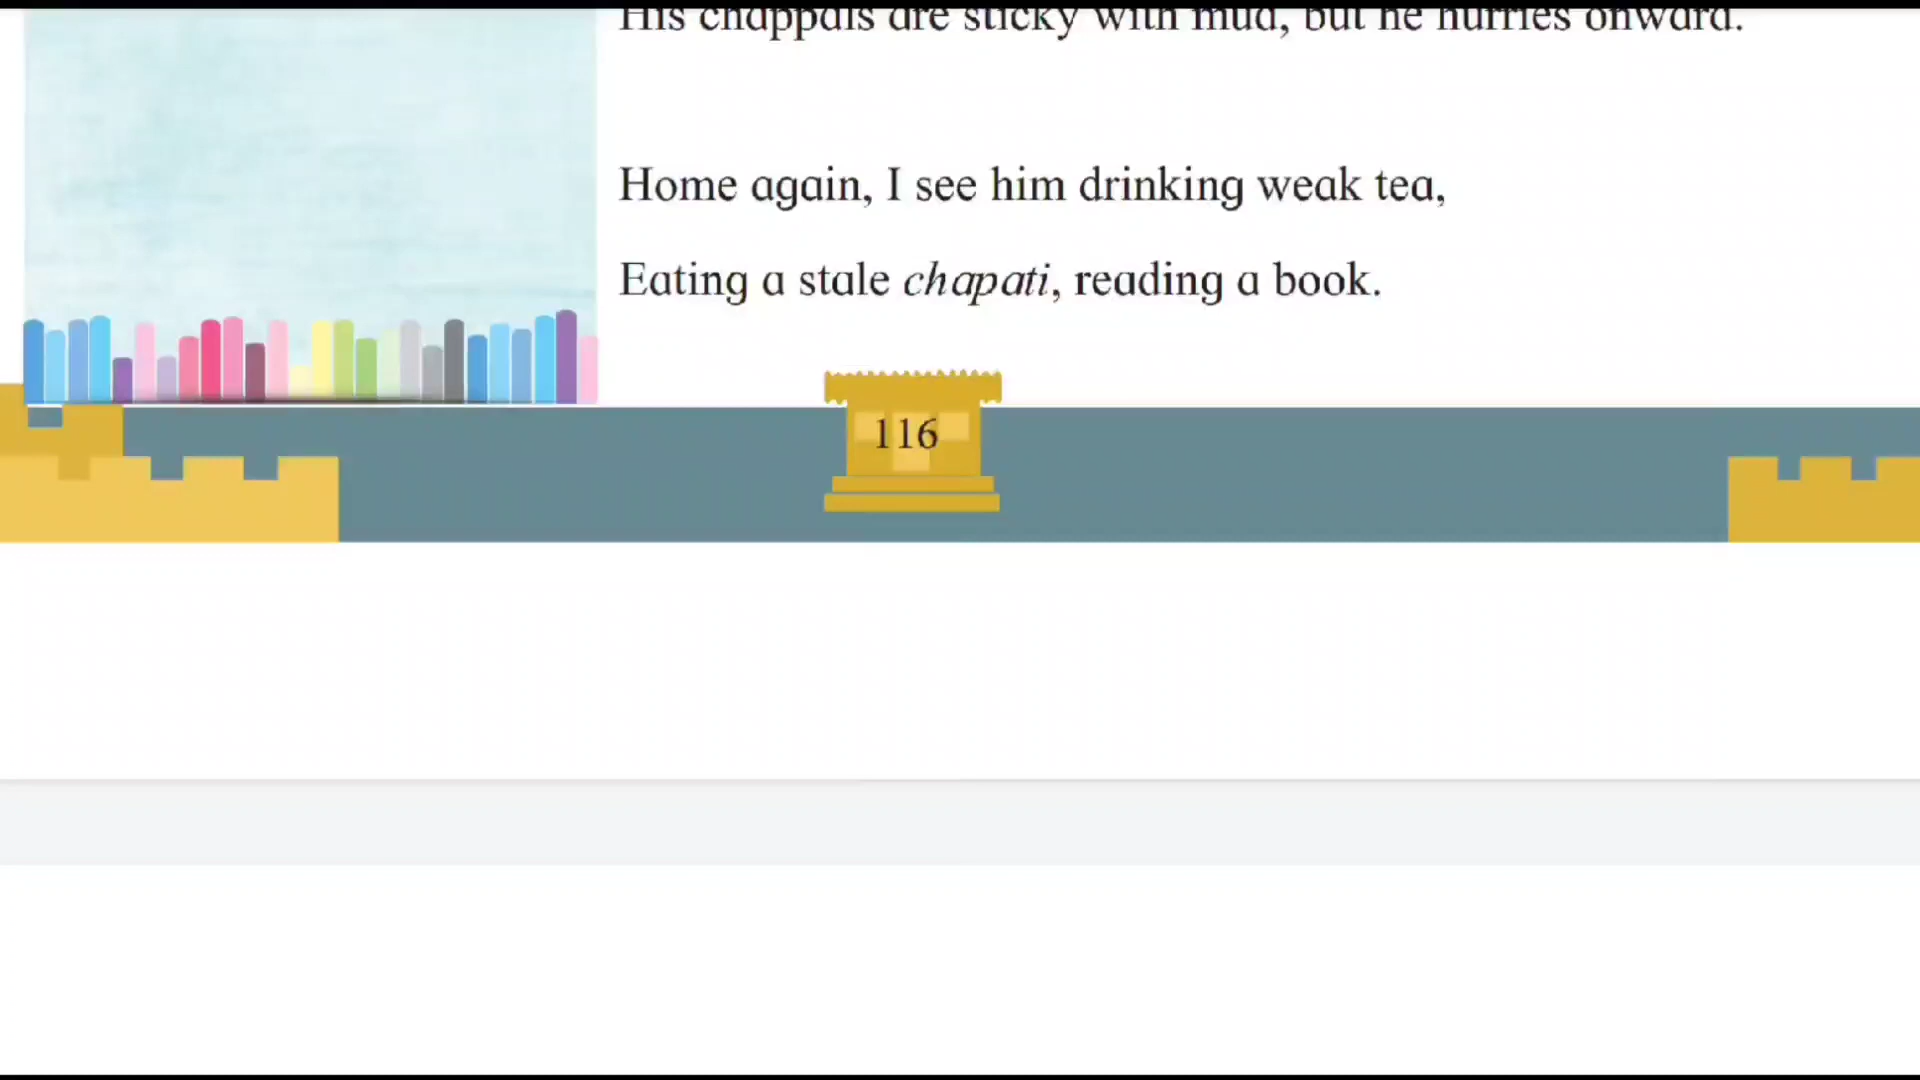 His chappals are sticky with mud, but he hurries onward.
Home again, I see him drinking weak tea,
Eating a stale chapati, reading a book.
116